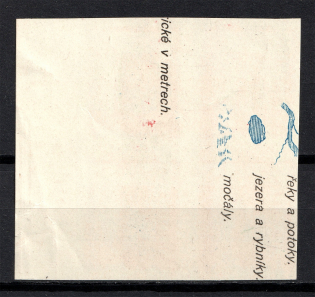 řeky a potoky.
jezera a rybníky.
močály.
ické v metrech.